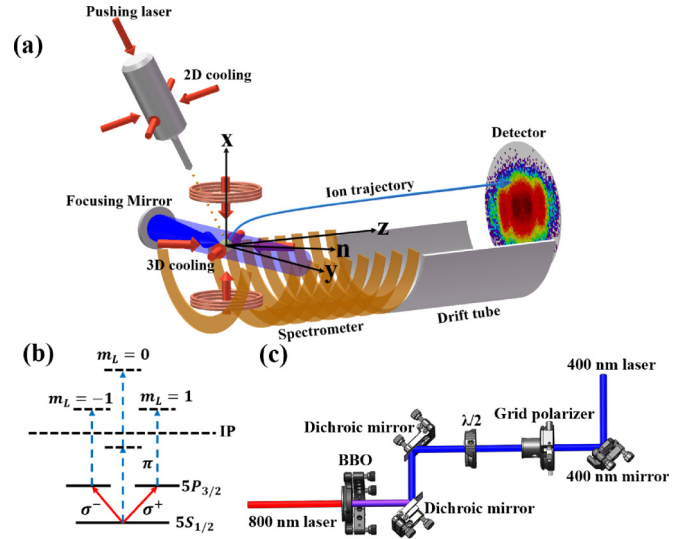 Pushing laser
(a)
2D cooling
x
Detector
Focusing Mirror
Ion trajectory
z
n
3D cooling
y
Spectrometer
Drift tube
(b)
m_L = 0
m_L = −1
m_L = 1
IP
π
5P_{3/2}
σ^−
σ^+
5S_{1/2}
(c)
400 nm laser
Grid polarizer
λ/2
Dichroic mirror
BBO
400 nm mirror
Dichroic mirror
800 nm laser